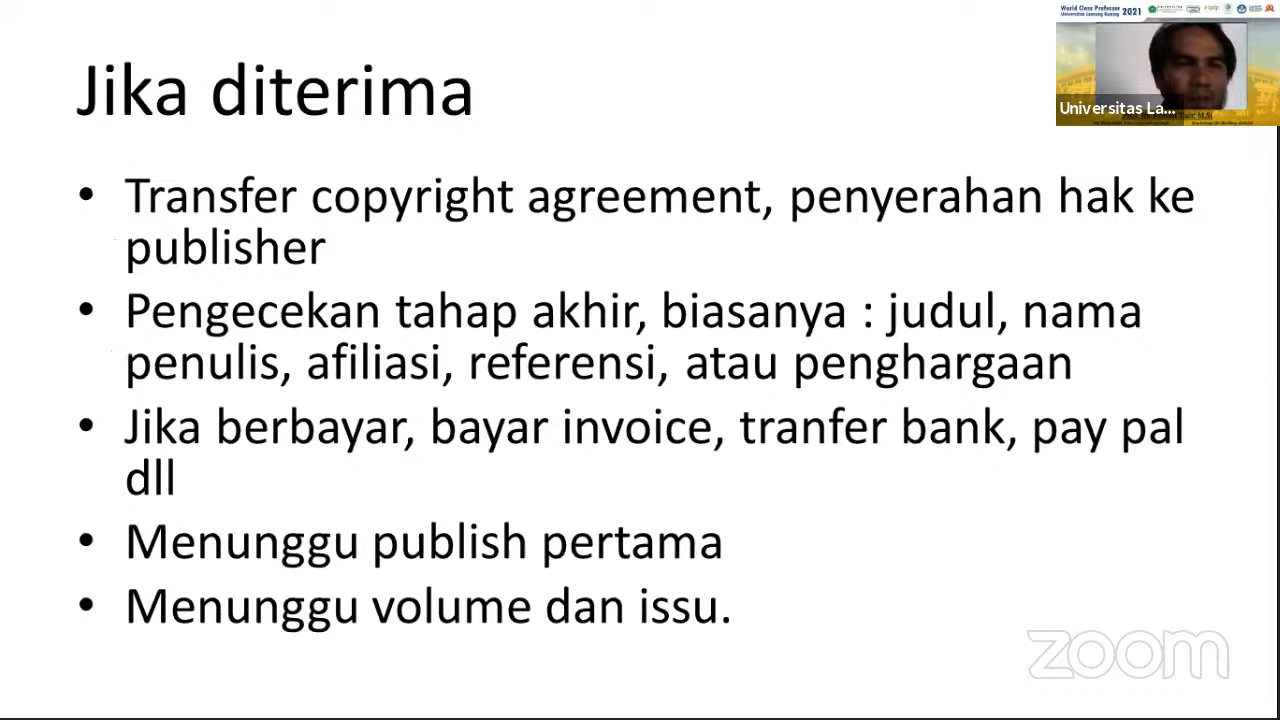 World Class Professor
Universitas Lancang Kuning 2021
Universitas La...
Jika diterima
• Transfer copyright agreement, penyerahan hak ke
publisher
• Pengecekan tahap akhir, biasanya : judul, nama
penulis, afiliasi, referensi, atau penghargaan
• Jika berbayar, bayar invoice, tranfer bank, pay pal
dll
• Menunggu publish pertama
• Menunggu volume dan issu.
zoom